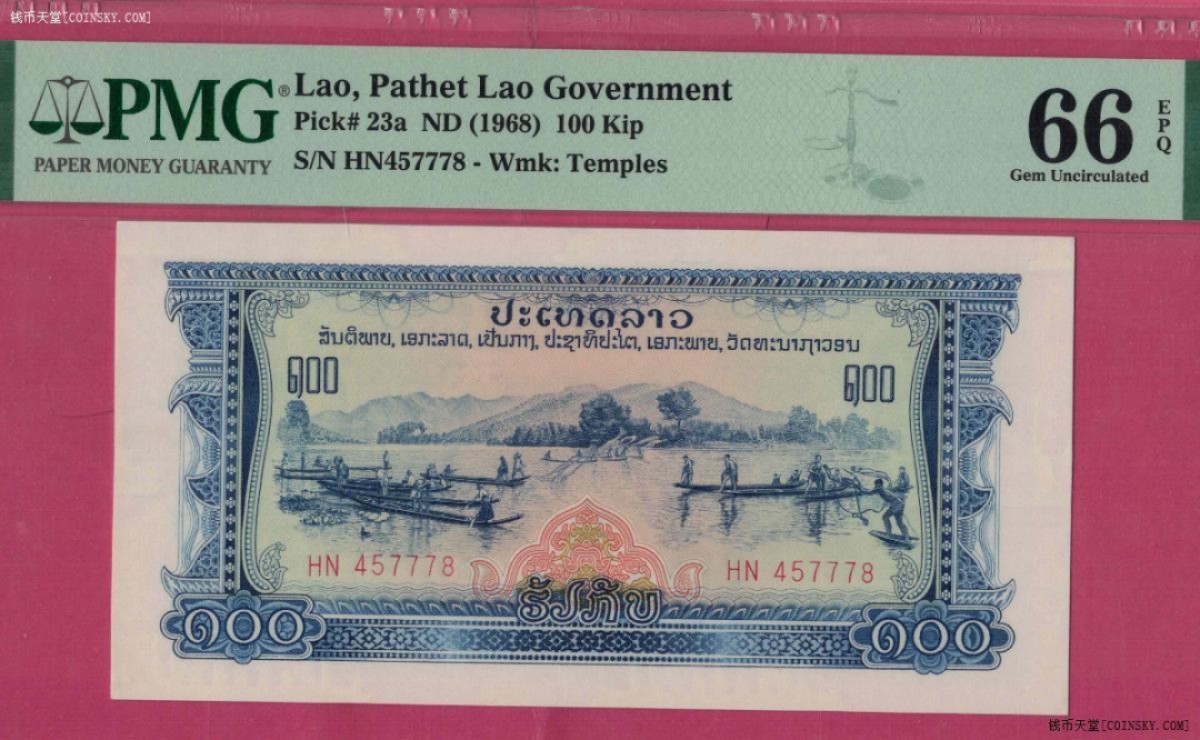 钱币天堂[COINSKY.COM]
PMG®
PAPER MONEY GUARANTY
Lao, Pathet Lao Government
Pick# 23a ND (1968) 100 Kip
S/N HN457778 - Wmk: Temples
66
EPQ
Gem Uncirculated
ປະເທດລາວ
ສັນຕິພາບ, ເອກະລາດ, ເປັນກາງ, ປະຊາທິປະໄຕ, ເອກະພາບ, ວັດທະນາຖາວອນ
໑໐໐ ໑໐໐
HN 457778 HN 457778
ຮ້ອຍກີບ
໑໐໐ ໑໐໐
钱币天堂[COINSKY.COM]